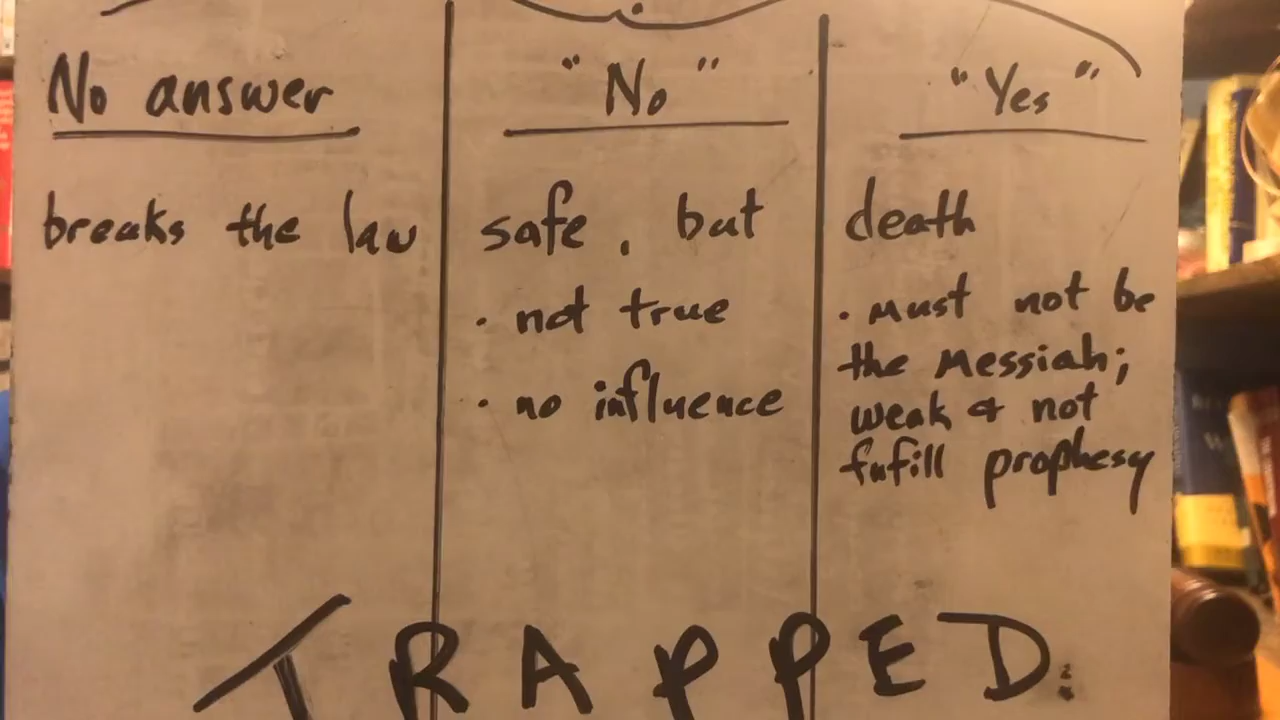 No answer
breaks the law
"No"
safe, but
· not true
· no influence
"Yes"
death
· must not be
the Messiah;
weak & not
fufill prophesy
TRAPPED: